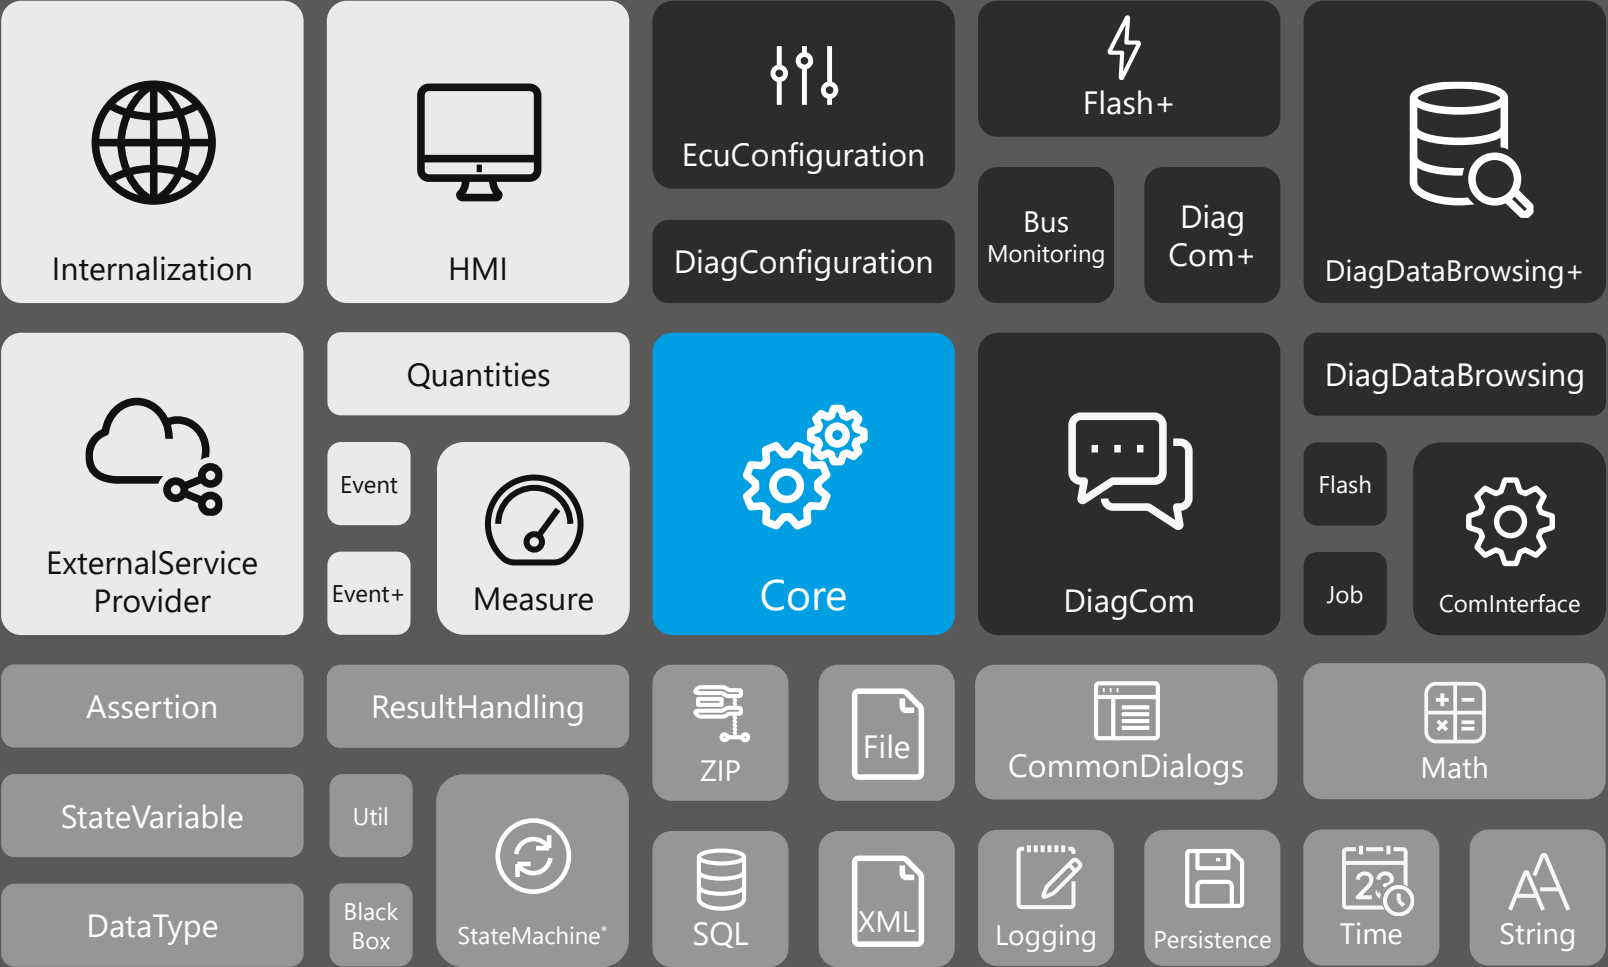 Internalization
HMI
EcuConfiguration
DiagConfiguration
Flash+
Bus
Monitoring
Diag
Com+
DiagDataBrowsing+
ExternalService
Provider
Quantities
Event
Event+
Measure
Core
DiagCom
DiagDataBrowsing
Flash
Job
ComInterface
Assertion
ResultHandling
ZIP
File
CommonDialogs
Math
StateVariable
Util
StateMachine*
DataType
Black
Box
SQL
XML
Logging
Persistence
23
Time
String